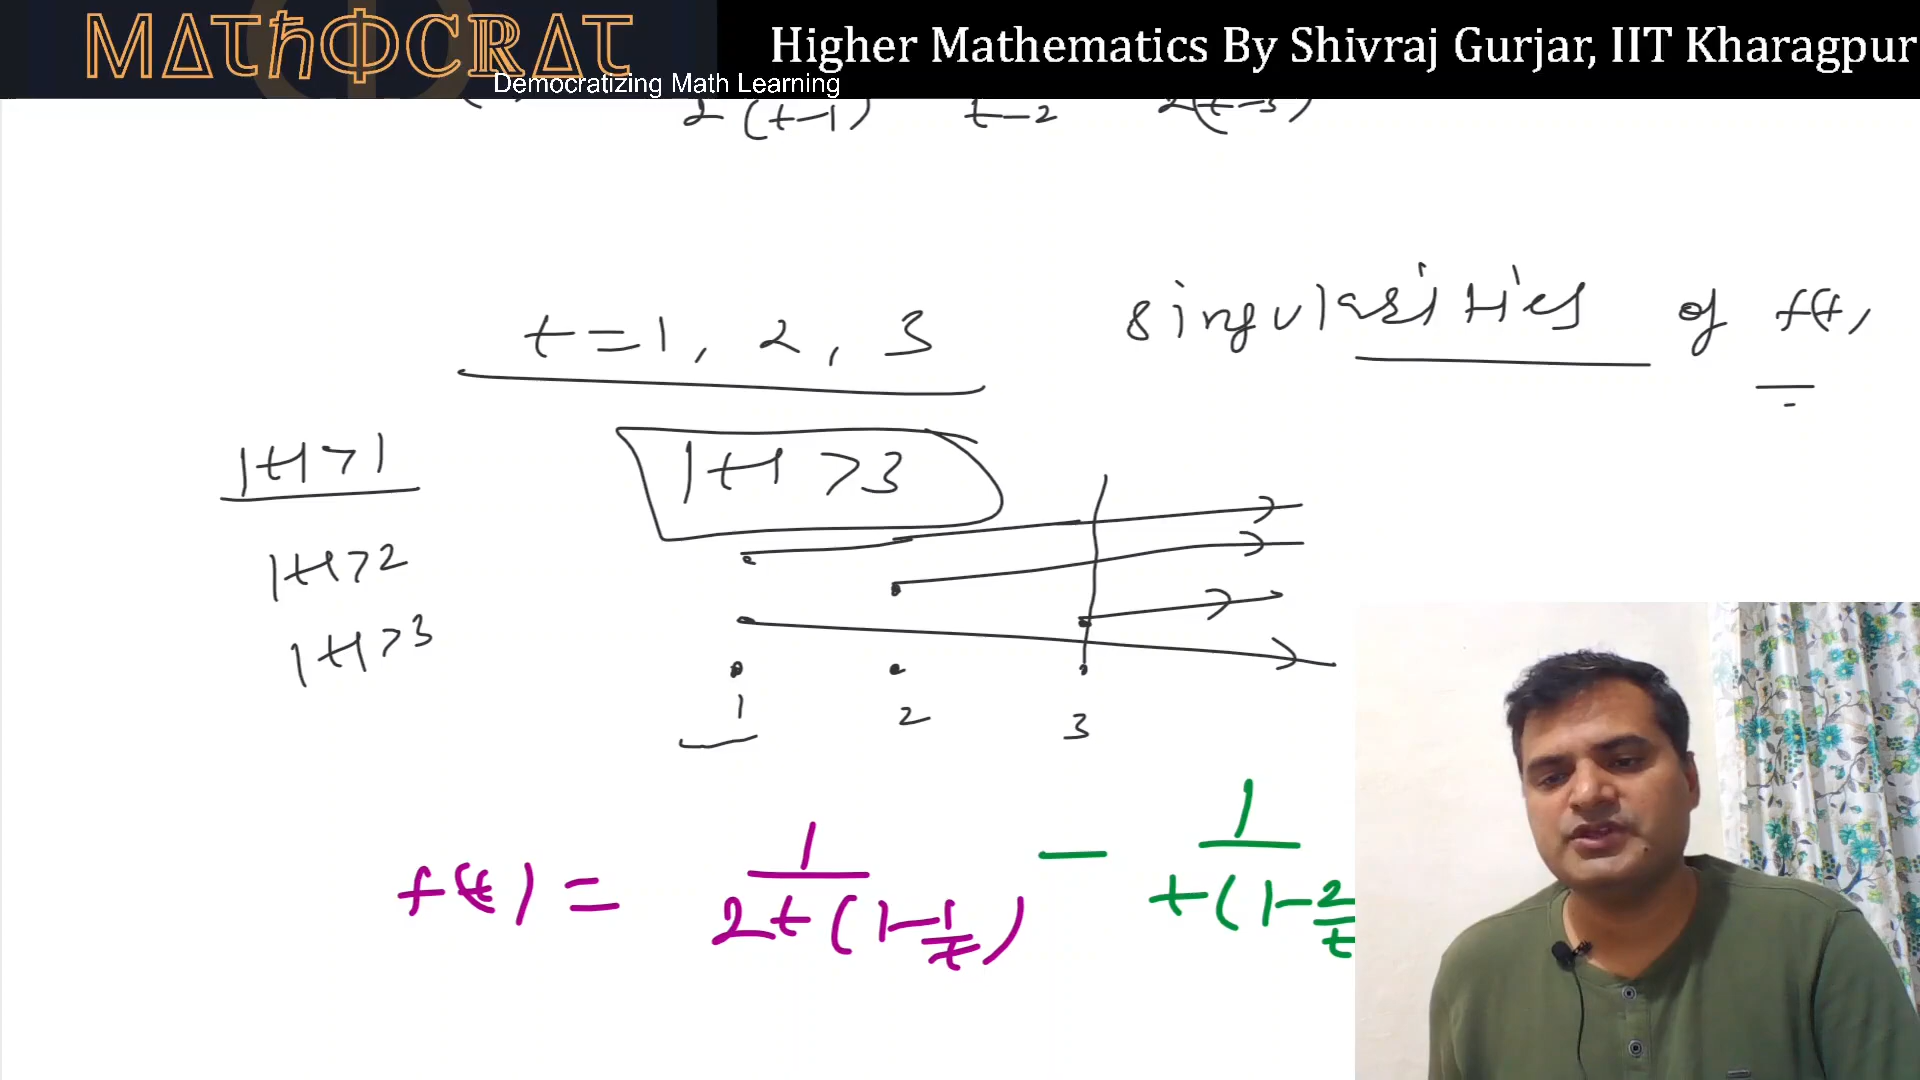 MΔTℏΦCRΔT
Higher Mathematics By Shivraj Gurjar, IIT Kharagpur
Democratizing Math Learning
2(t-1) t-2 2(t-3)
t=1, 2, 3
singularities of f(t)
|t|>1
|t|>3
|t|>2
|t|>3
1 2 3
f(t) = 1/2t(1-1/t) - 1/t(1-2/t